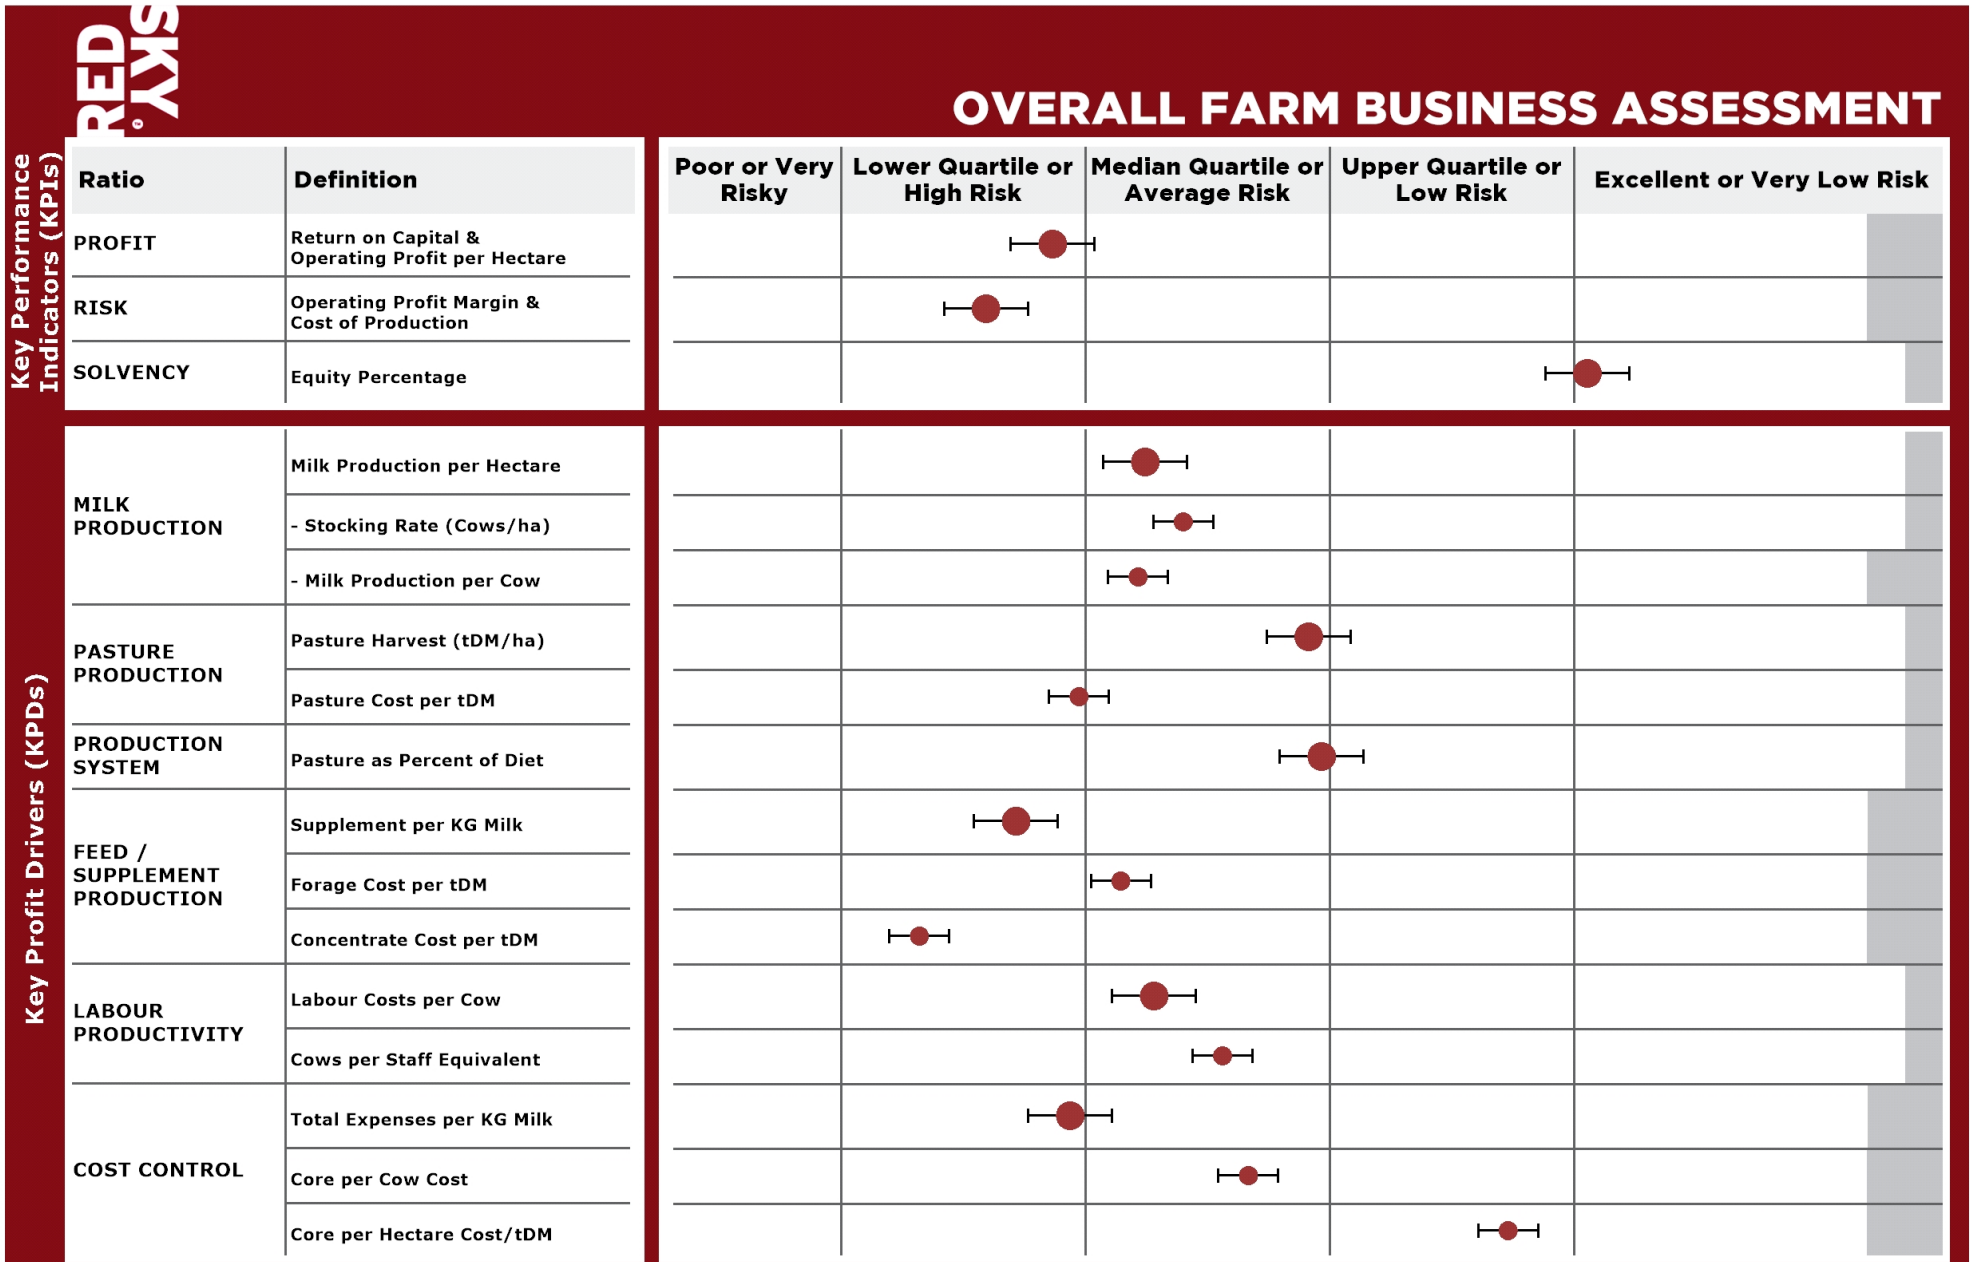 RED
SKY
™
OVERALL FARM BUSINESS ASSESSMENT
Key Performance
Indicators (KPIs)
Ratio
Definition
Poor or Very
Risky
Lower Quartile or
High Risk
Median Quartile or
Average Risk
Upper Quartile or
Low Risk
Excellent or Very Low Risk
PROFIT
Return on Capital &
Operating Profit per Hectare
RISK
Operating Profit Margin &
Cost of Production
SOLVENCY
Equity Percentage
Key Profit Drivers (KPDs)
MILK
PRODUCTION
Milk Production per Hectare
- Stocking Rate (Cows/ha)
- Milk Production per Cow
PASTURE
PRODUCTION
Pasture Harvest (tDM/ha)
Pasture Cost per tDM
PRODUCTION
SYSTEM
Pasture as Percent of Diet
FEED /
SUPPLEMENT
PRODUCTION
Supplement per KG Milk
Forage Cost per tDM
Concentrate Cost per tDM
LABOUR
PRODUCTIVITY
Labour Costs per Cow
Cows per Staff Equivalent
COST CONTROL
Total Expenses per KG Milk
Core per Cow Cost
Core per Hectare Cost/tDM